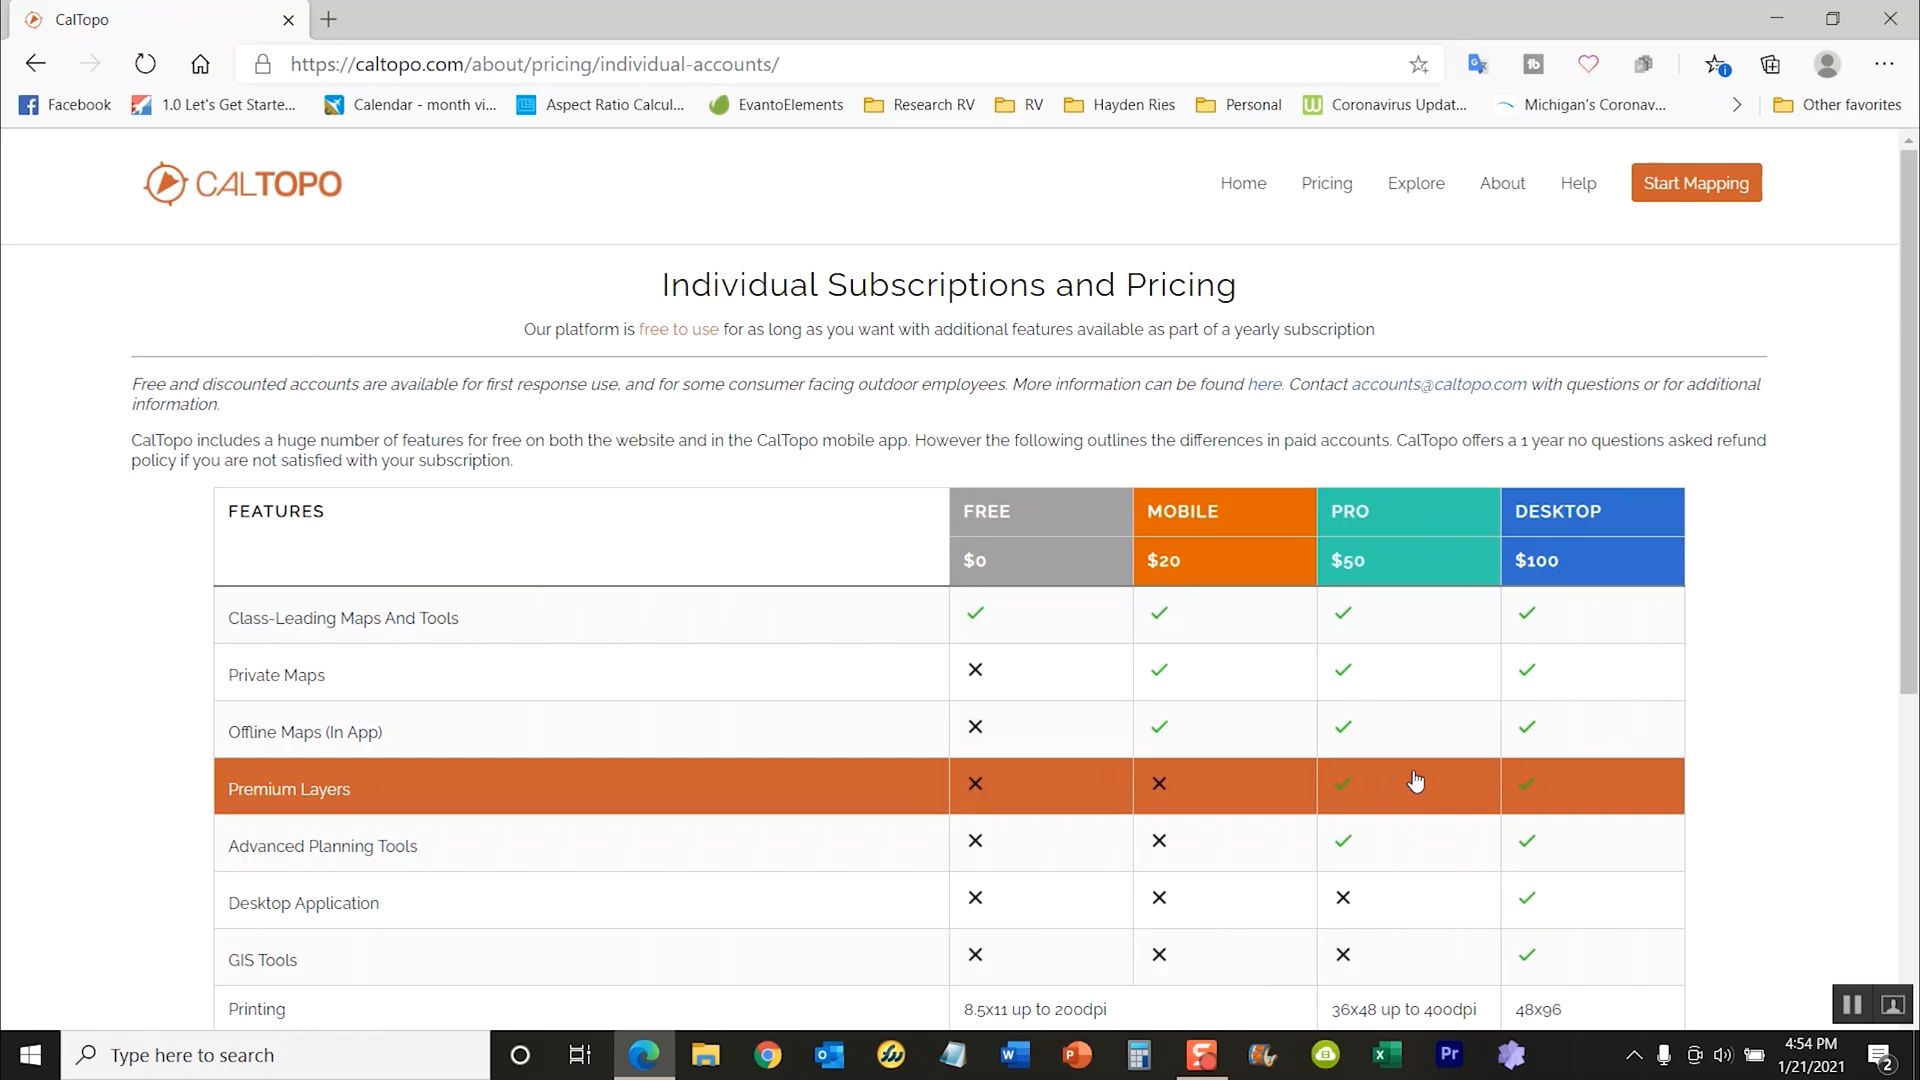 CalTopo
https://caltopo.com/about/pricing/individual-accounts/
Facebook
1.0 Let's Get Starte...
Calendar - month vi...
Aspect Ratio Calcul...
EvantoElements
Research RV
RV
Hayden Ries
Personal
Coronavirus Updat...
Michigan's Coronav...
Other favorites
CALTOPO
Home
Pricing
Explore
About
Help
Start Mapping
Individual Subscriptions and Pricing
Our platform is free to use for as long as you want with additional features available as part of a yearly subscription
Free and discounted accounts are available for first response use, and for some consumer facing outdoor employees. More information can be found here. Contact accounts@caltopo.com with questions or for additional
information.
CalTopo includes a huge number of features for free on both the website and in the CalTopo mobile app. However the following outlines the differences in paid accounts. CalTopo offers a 1 year no questions asked refund
policy if you are not satisfied with your subscription.
FEATURES FREE MOBILE PRO DESKTOP
$0 $20 $50 $100
Class-Leading Maps And Tools
Private Maps
Offline Maps (In App)
Premium Layers
Advanced Planning Tools
Desktop Application
GIS Tools
Printing 8.5x11 up to 200dpi 36x48 up to 400dpi 48x96
Type here to search
4:54 PM
1/21/2021
2